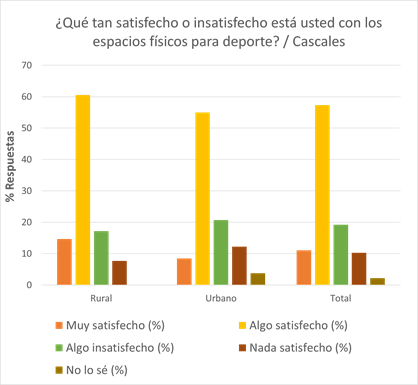 ¿Qué tan satisfecho o insatisfecho está usted con los
espacios físicos para deporte? / Cascales
70
60
50
40
30
20
10
0
% Respuestas
Rural
Urbano
Total
Muy satisfecho (%)
Algo satisfecho (%)
Algo insatisfecho (%)
Nada satisfecho (%)
No lo sé (%)